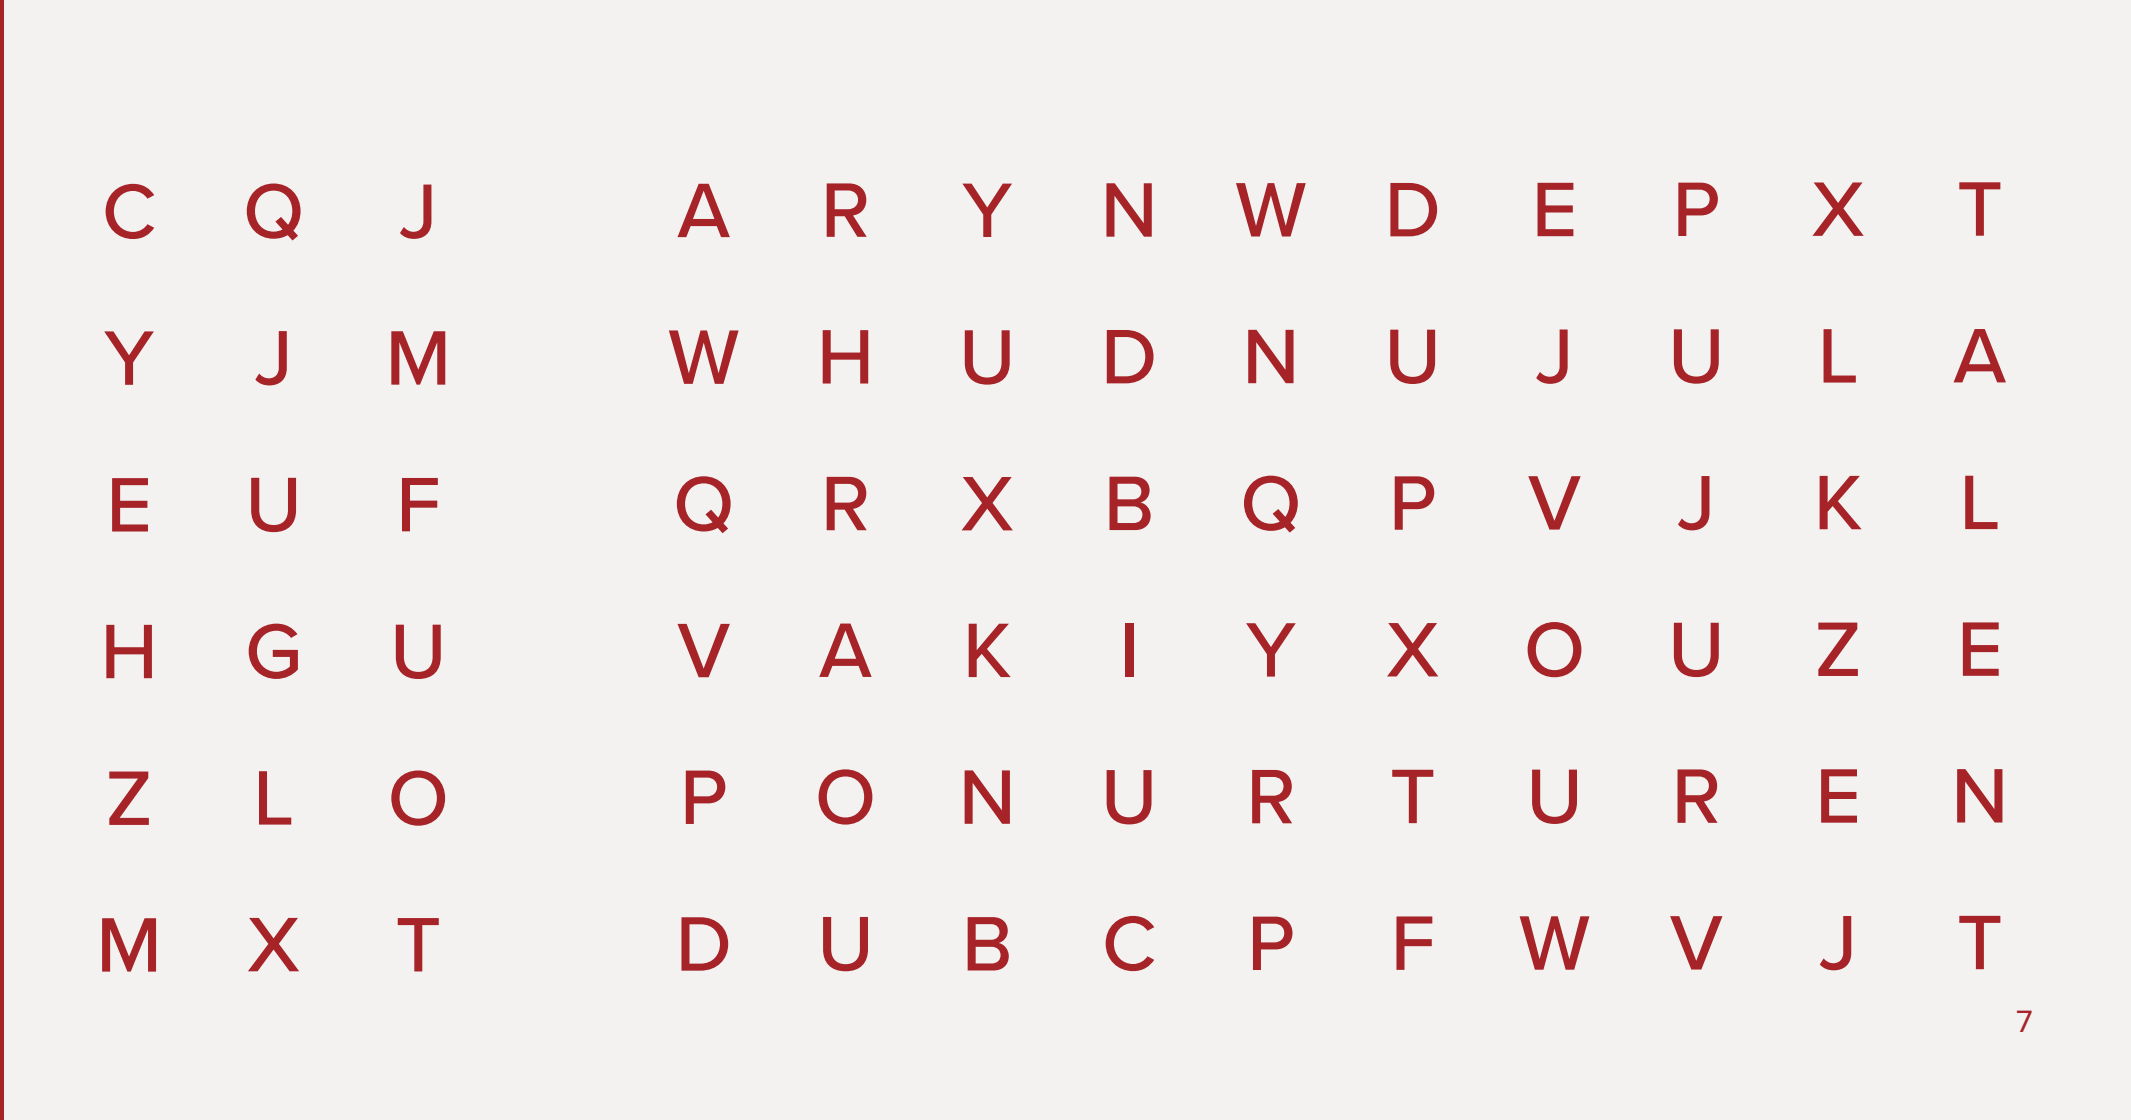 C Q J A R Y N W D E P X T
Y J M W H U D N U J U L A
E U F Q R X B Q P V J K L
H G U V A K I Y X O U Z E
Z L O P O N U R T U R E N
M X T D U B C P F W V J T
7